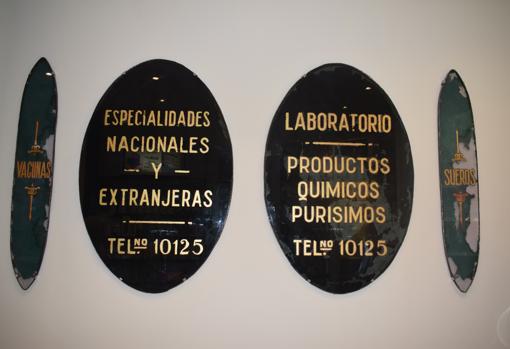 VACUNAS
ESPECIALIDADES
NACIONALES
Y
EXTRANJERAS
TELNO. 10125
LABORATORIO
PRODUCTOS
QUIMICOS
PURISIMOS
TELNO. 10125
SUEROS